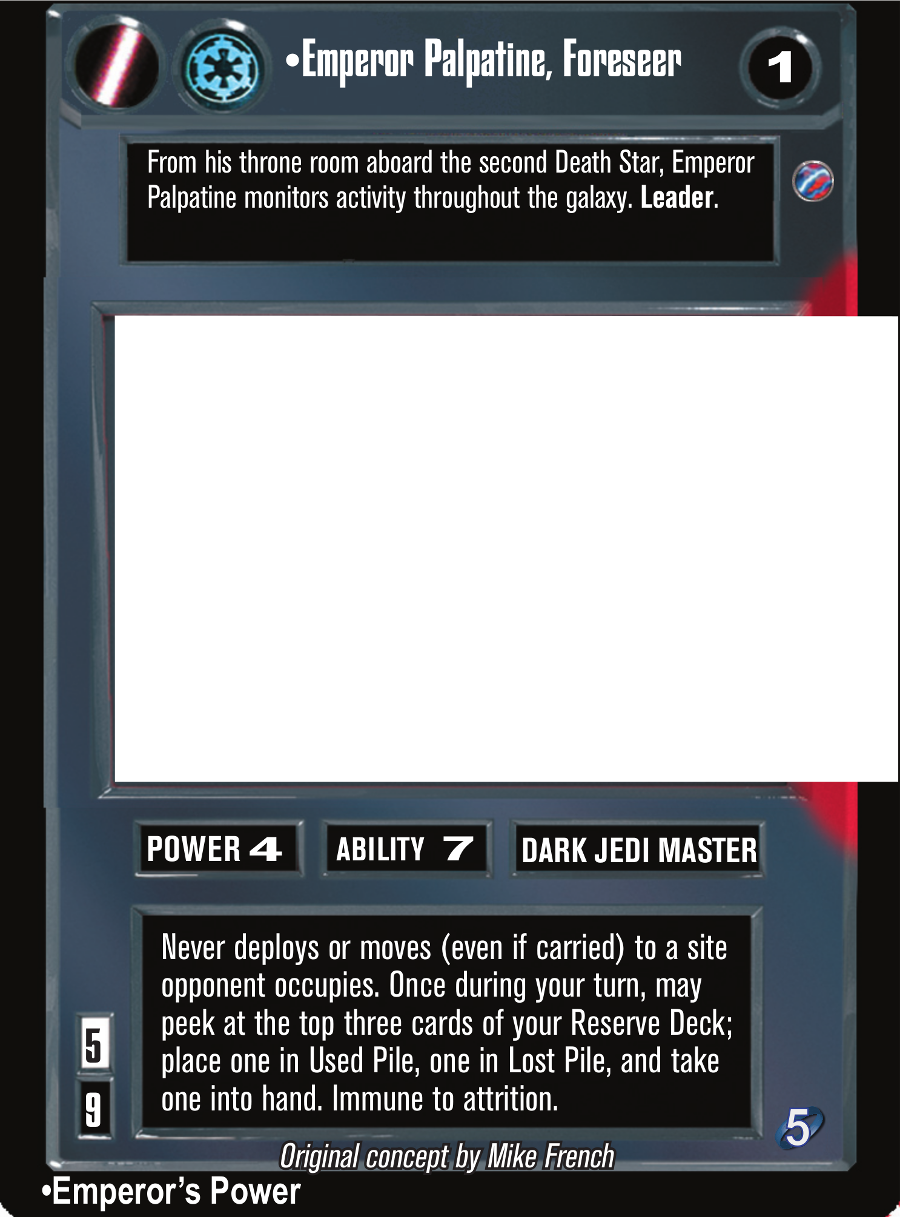 •Emperor Palpatine, Foreseer
1
From his throne room aboard the second Death Star, Emperor
Palpatine monitors activity throughout the galaxy. Leader.
POWER 4
ABILITY 7
DARK JEDI MASTER
Never deploys or moves (even if carried) to a site
opponent occupies. Once during your turn, may
peek at the top three cards of your Reserve Deck;
place one in Used Pile, one in Lost Pile, and take
one into hand. Immune to attrition.
5
9
5
Original concept by Mike French
•Emperor’s Power